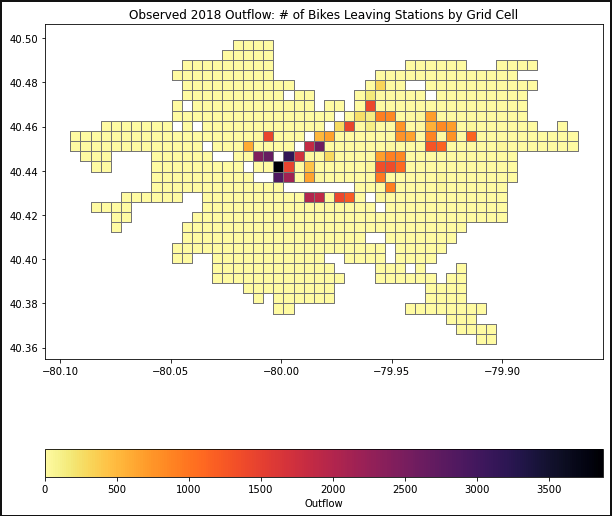 Observed 2018 Outflow: # of Bikes Leaving Stations by Grid Cell
40.50
40.48
40.46
40.44
40.42
40.40
40.38
40.36
−80.10 −80.05 −80.00 −79.95 −79.90
0 500 1000 1500 2000 2500 3000 3500
Outflow